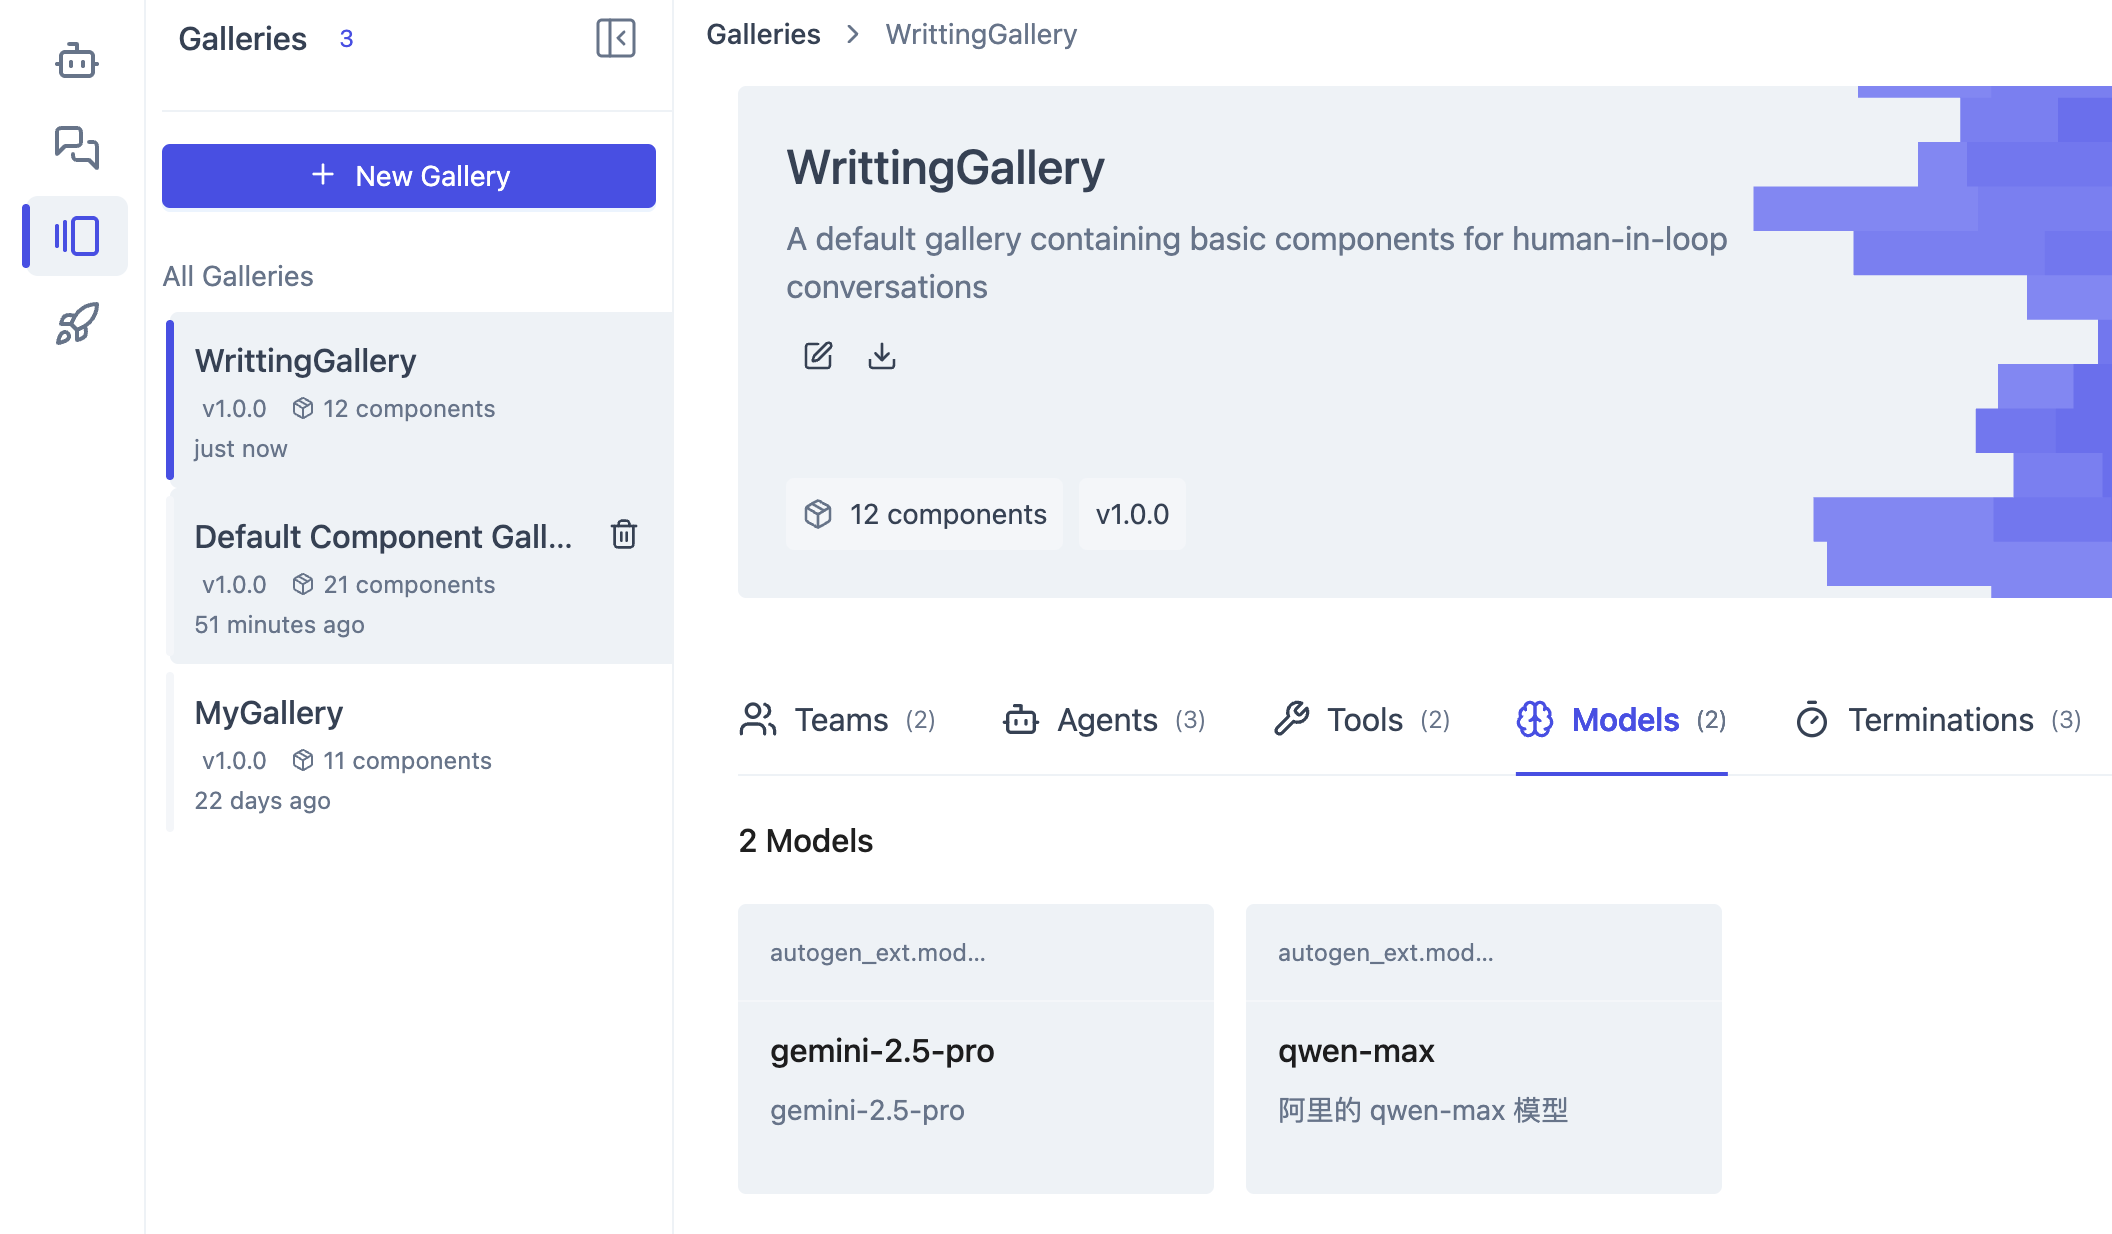 Galleries 3
New Gallery
All Galleries
WrittingGallery
v1.0.0 12 components
just now
Default Component Gall...
v1.0.0 21 components
51 minutes ago
MyGallery
v1.0.0 11 components
22 days ago
Galleries > WrittingGallery
WrittingGallery
A default gallery containing basic components for human-in-loop
conversations
12 components v1.0.0
Teams (2) Agents (3) Tools (2) Models (2) Terminations (3)
2 Models
autogen_ext.mod...
gemini-2.5-pro
gemini-2.5-pro
autogen_ext.mod...
qwen-max
阿里的 qwen-max 模型